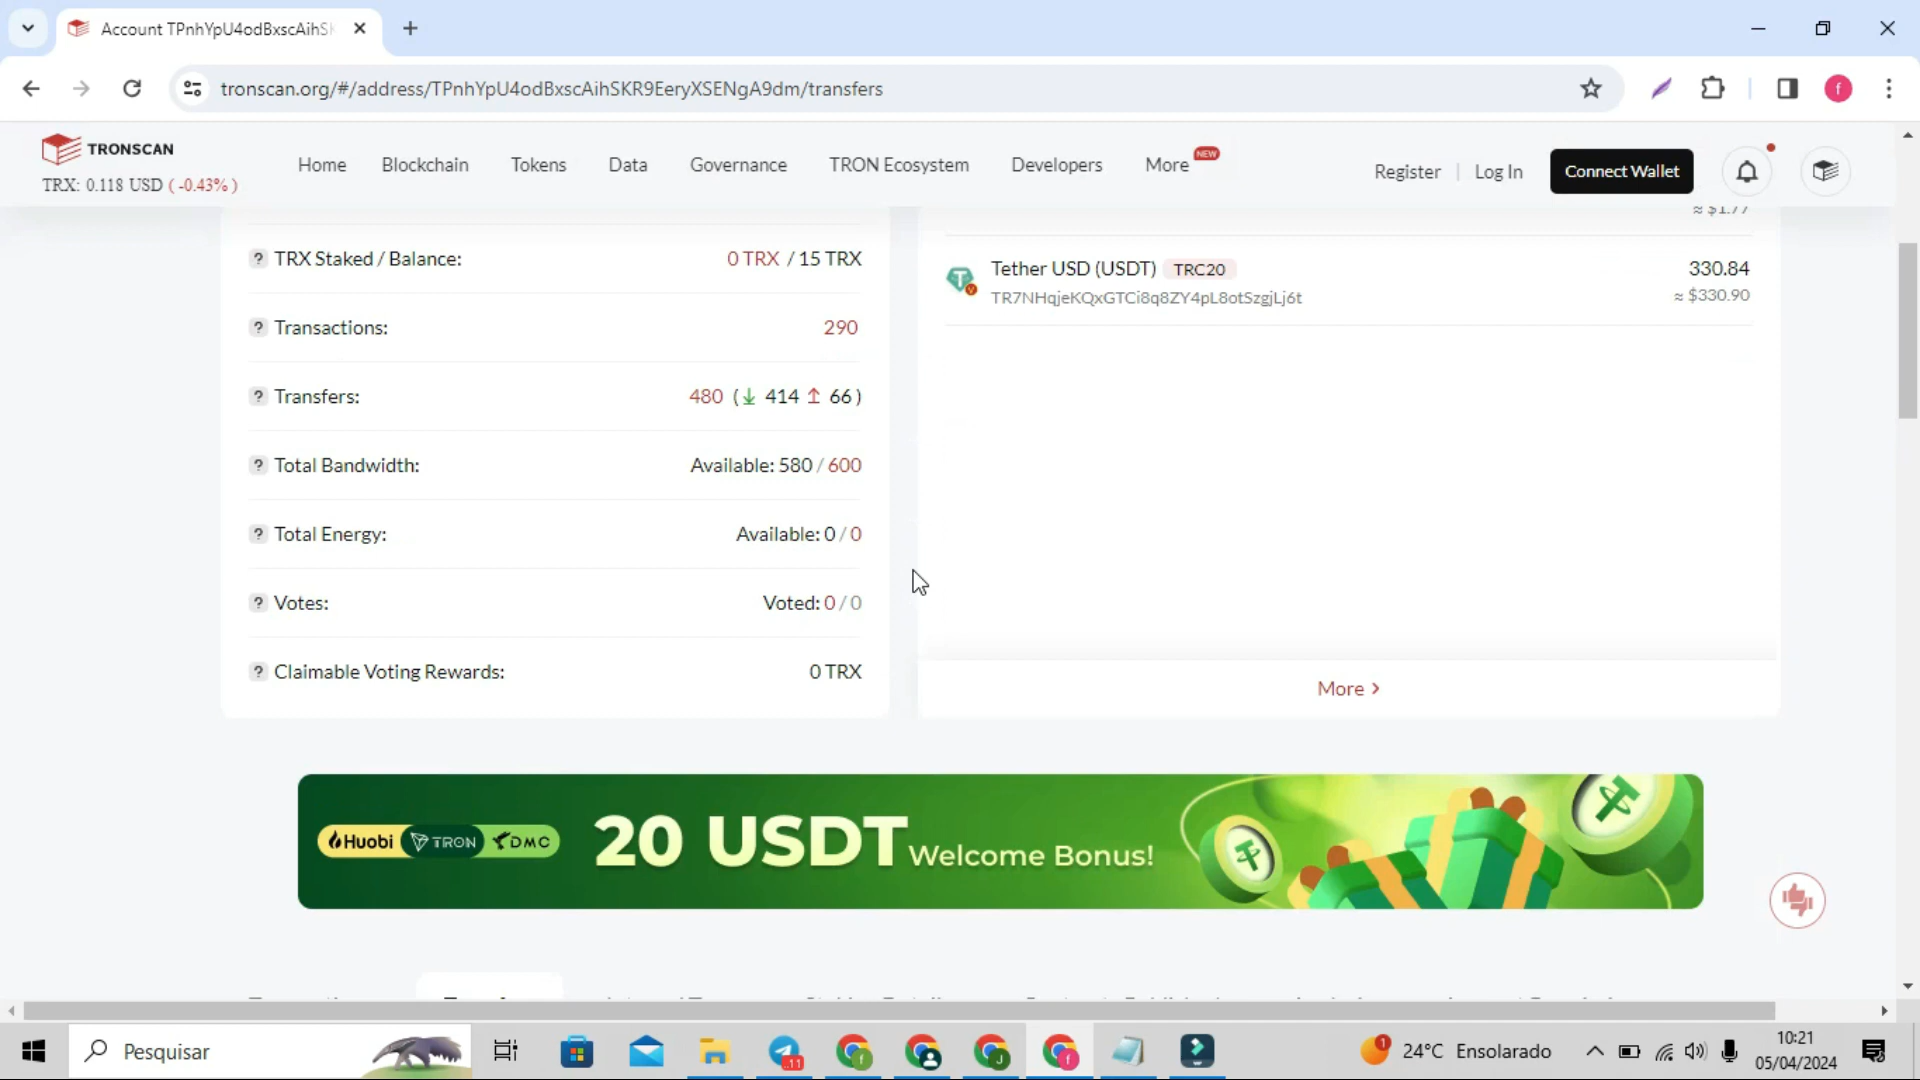 Account TPnhYpU4odBxscAihS
tronscan.org/#/address/TPnhYpU4odBxscAihSKR9EeryXSENgA9dm/transfers
f
TRONSCAN
TRX: 0.118 USD ( -0.43% )
Home Blockchain Tokens Data Governance TRON Ecosystem Developers More NEW
Register | Log In Connect Wallet
≈ $1.77
? TRX Staked / Balance: 0 TRX / 15 TRX
? Transactions: 290
? Transfers: 480 (↓ 414 ↑ 66 )
? Total Bandwidth: Available: 580 / 600
? Total Energy: Available: 0 / 0
? Votes: Voted: 0 / 0
? Claimable Voting Rewards: 0 TRX
Tether USD (USDT) TRC20 330.84
TR7NHqjeKQxGTCi8q8ZY4pL8otSzgjLj6t ≈ $330.90
More >
Huobi TRON DMC 20 USDT Welcome Bonus!
Pesquisar
..11
f
J
f
1
24°C Ensolarado
10:21
05/04/2024